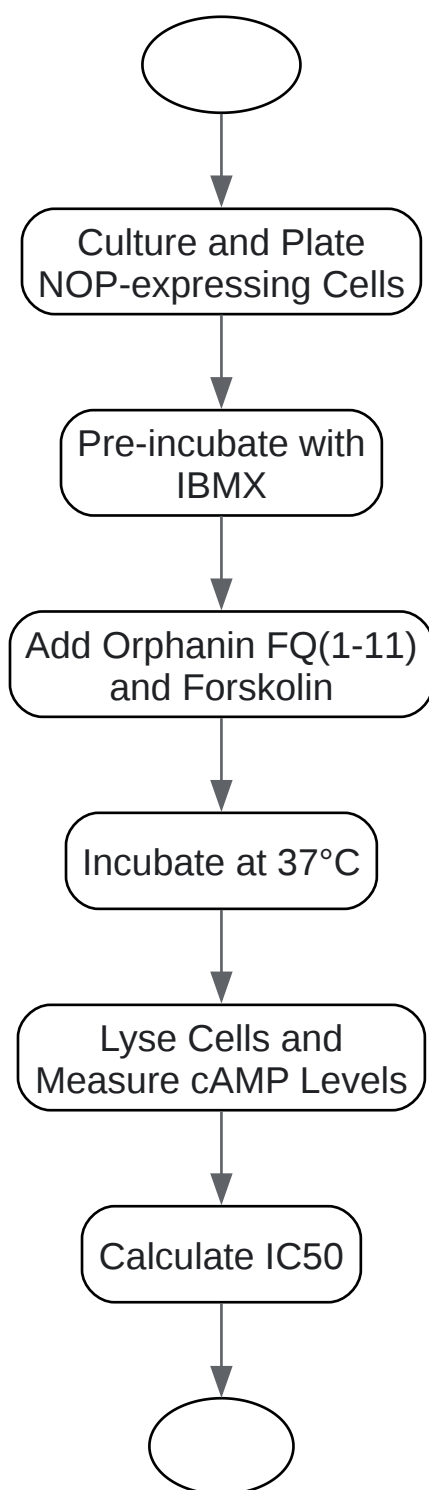 Culture and Plate
NOP-expressing Cells
Pre-incubate with
IBMX
Add Orphanin FQ(1-11)
and Forskolin
Incubate at 37°C
Lyse Cells and
Measure cAMP Levels
Calculate IC50